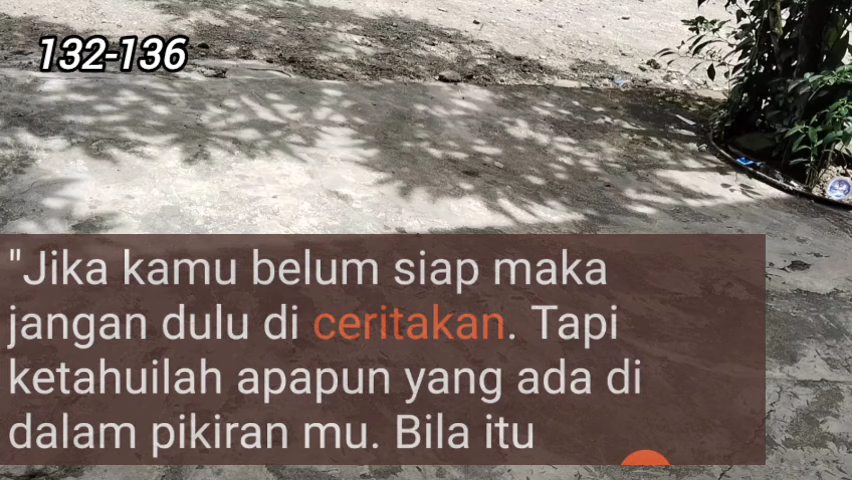 132-136
"Jika kamu belum siap maka
jangan dulu di ceritakan. Tapi
ketahuilah apapun yang ada di
dalam pikiran mu. Bila itu